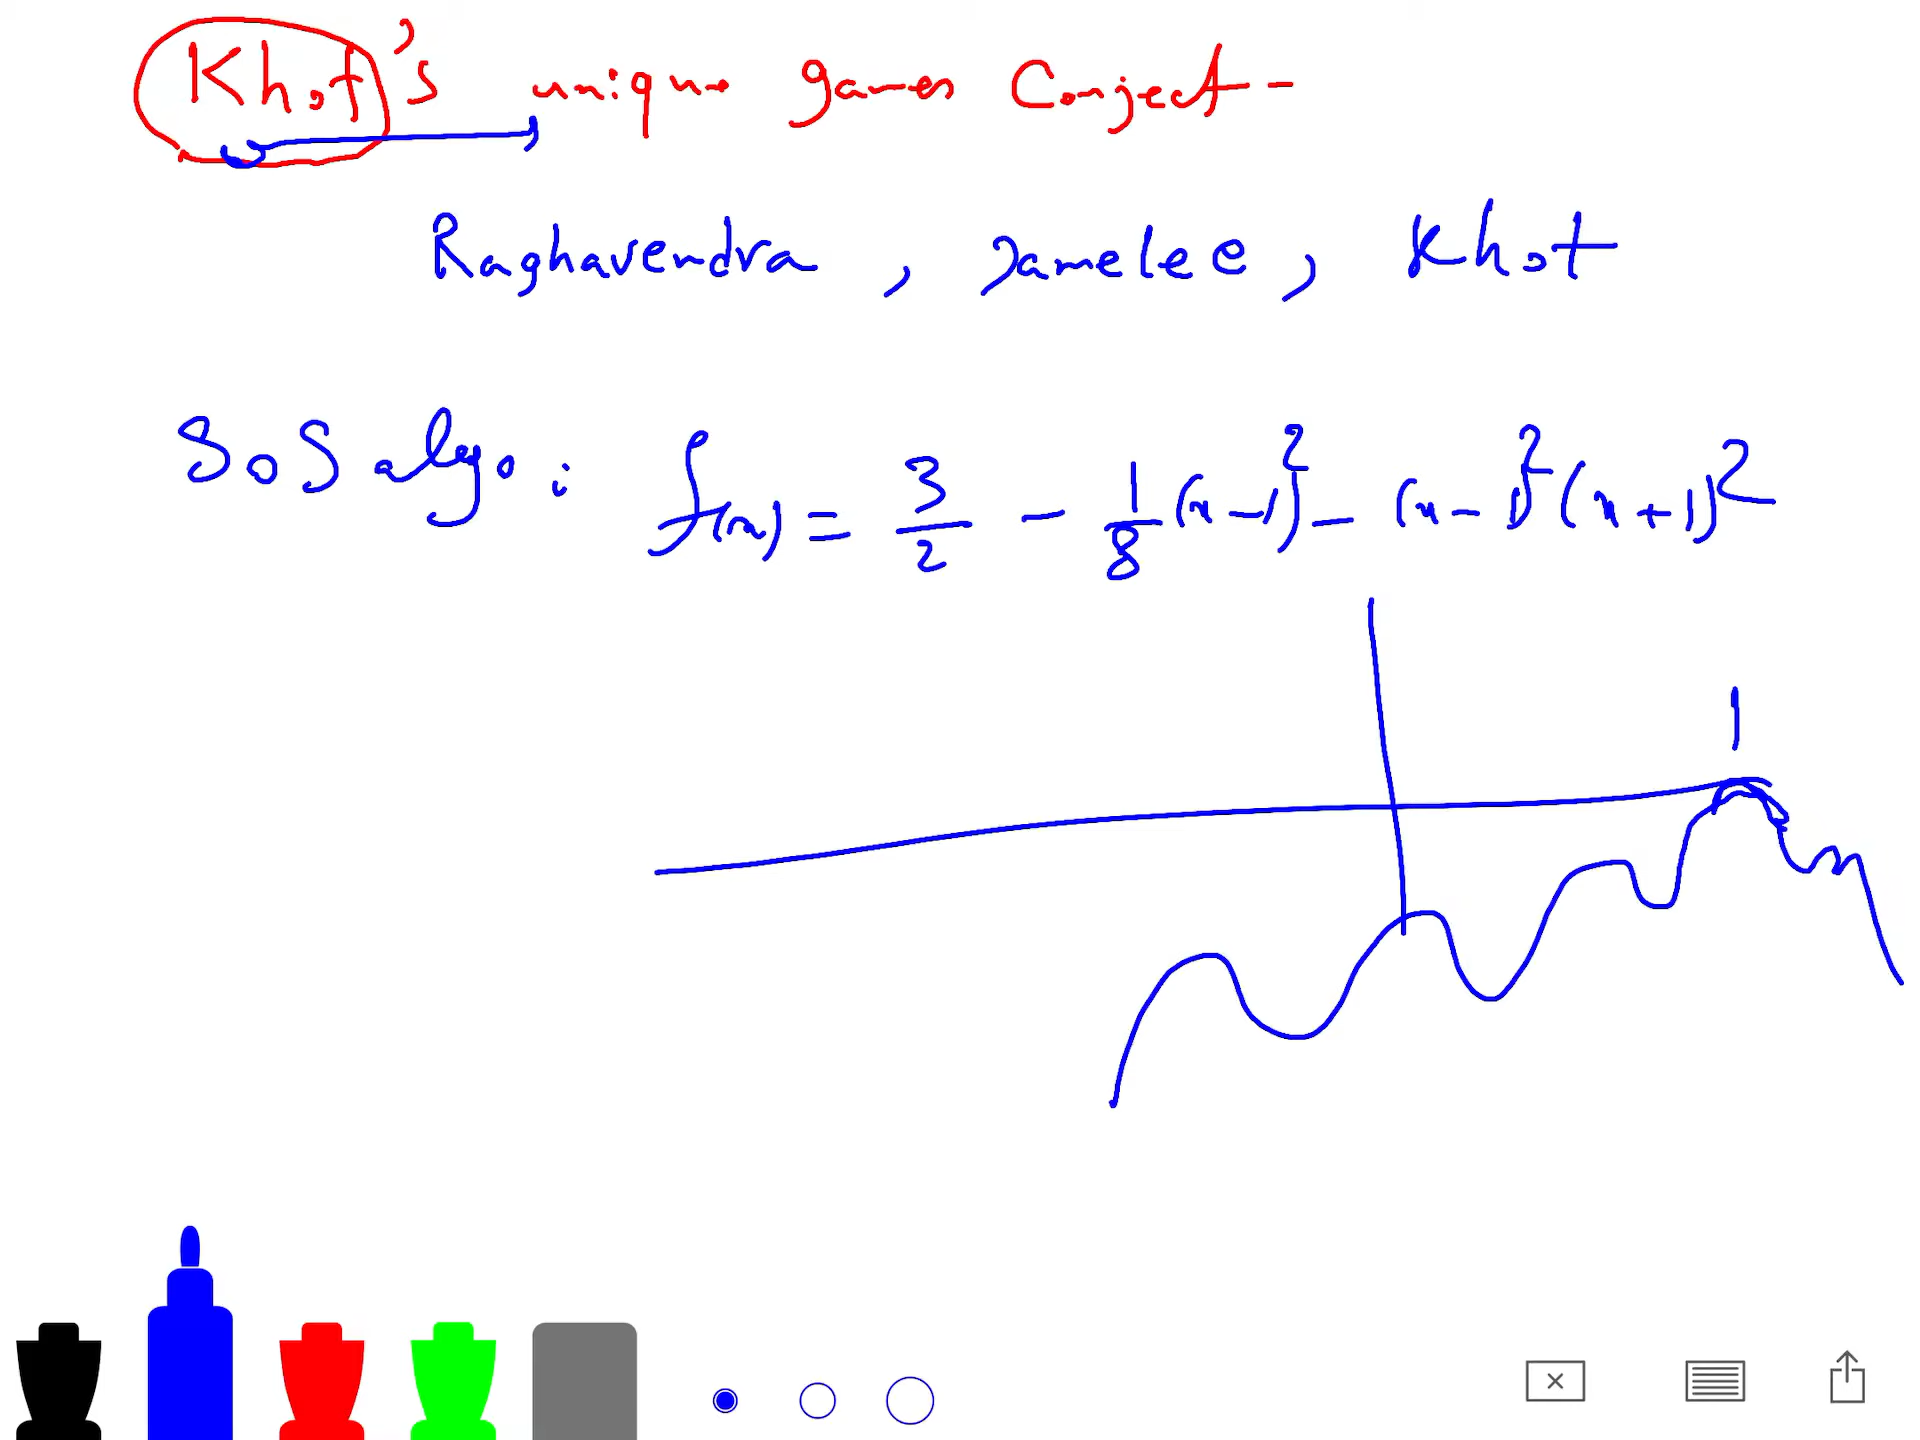 Khot's unique games Conject-
Raghavendra, Jamelee, Khot
SoS algo: f(x) = 3/2 - 1/8 (x-1)² - (x-1)² (x+1)²
1